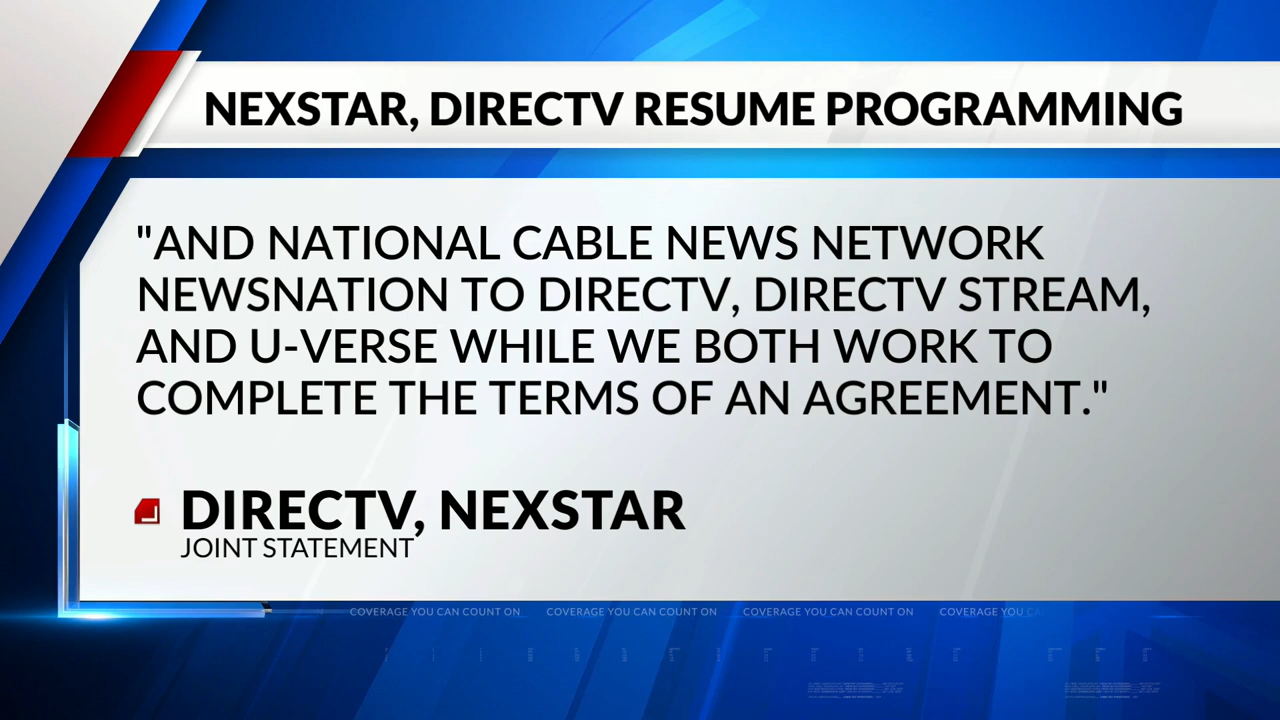 NEXSTAR, DIRECTV RESUME PROGRAMMING
"AND NATIONAL CABLE NEWS NETWORK
NEWSNATION TO DIRECTV, DIRECTV STREAM,
AND U-VERSE WHILE WE BOTH WORK TO
COMPLETE THE TERMS OF AN AGREEMENT."
DIRECTV, NEXSTAR
JOINT STATEMENT
COVERAGE YOU CAN COUNT ON COVERAGE YOU CAN COUNT ON COVERAGE YOU CAN COUNT ON COVERAGE YOU